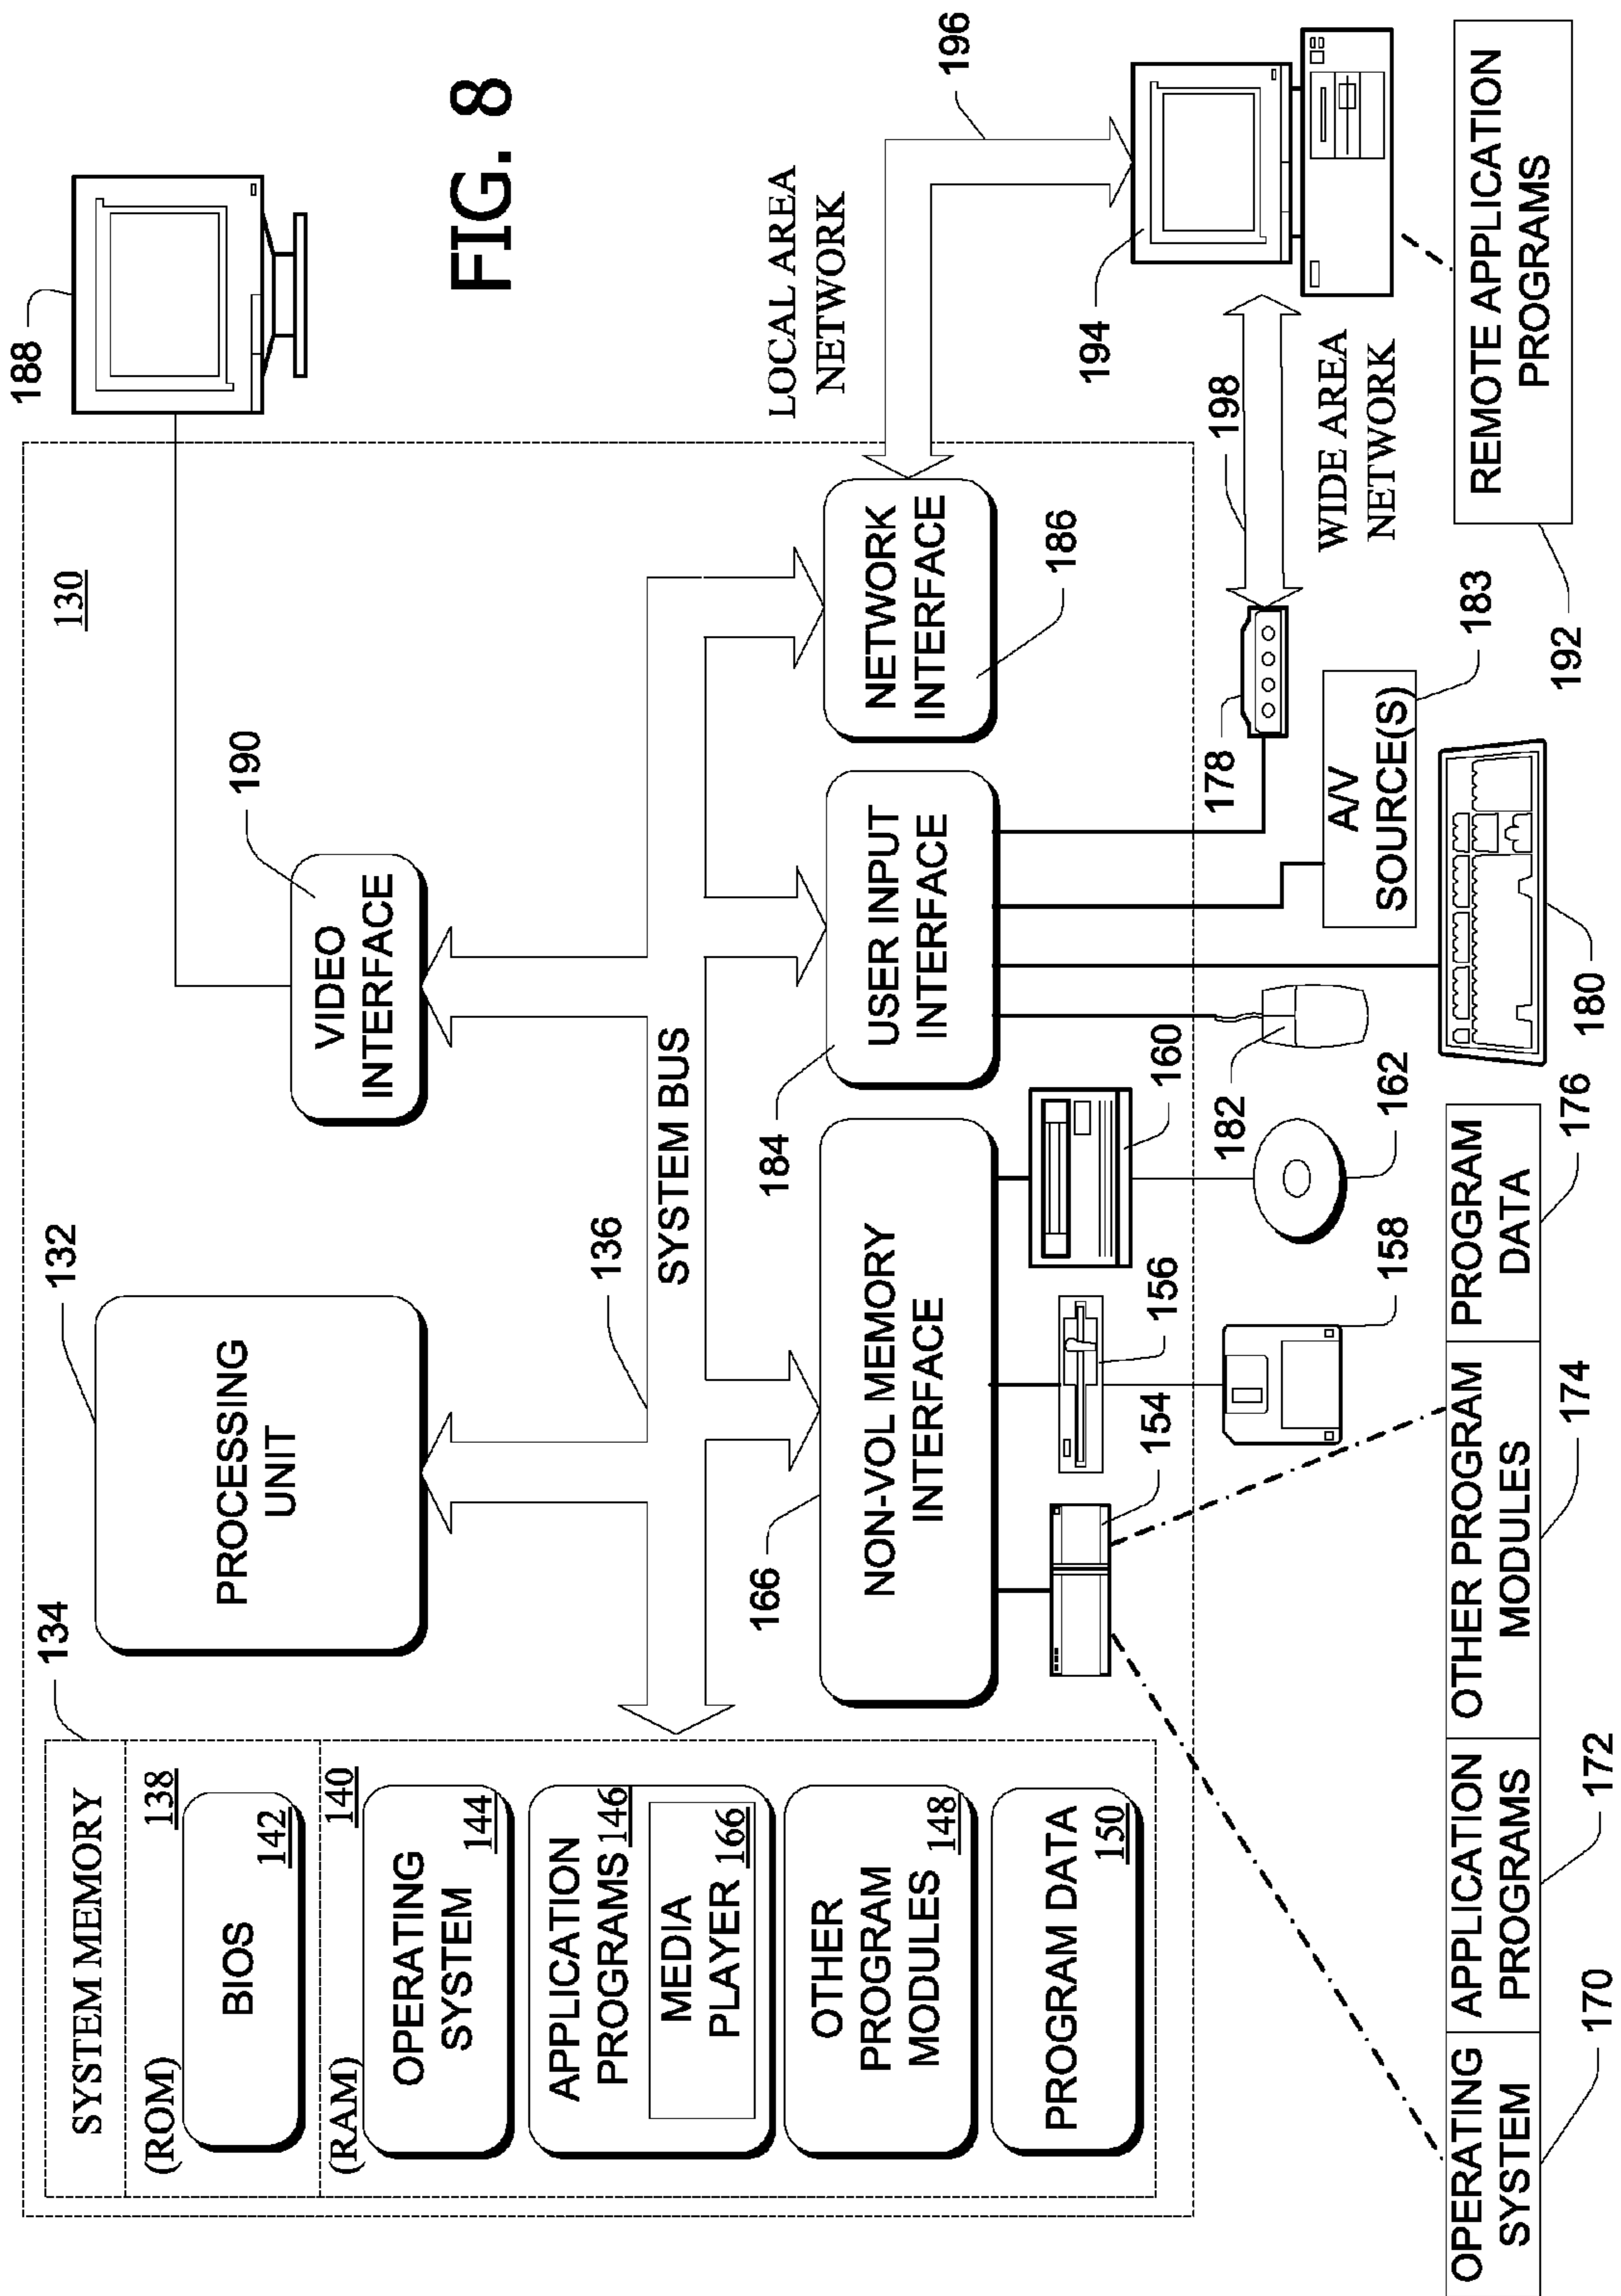 FIG. 8
188
130
134
132
190
SYSTEM MEMORY
(ROM) 138
BIOS
142
(RAM) 140
OPERATING
SYSTEM 144
APPLICATION
PROGRAMS 146
MEDIA
PLAYER 166
OTHER
PROGRAM
MODULES 148
PROGRAM DATA
150
PROCESSING
UNIT
VIDEO
INTERFACE
136
SYSTEM BUS
166
NON-VOL MEMORY
INTERFACE
184
USER INPUT
INTERFACE
NETWORK
INTERFACE
186
LOCAL AREA
NETWORK
196
154
156
160
158
162
182
178
198
194
WIDE AREA
NETWORK
A/V
SOURCE(S)
183
180
OPERATING
SYSTEM
APPLICATION
PROGRAMS
OTHER PROGRAM
MODULES
PROGRAM
DATA
170
172
174
176
REMOTE APPLICATION
PROGRAMS
192